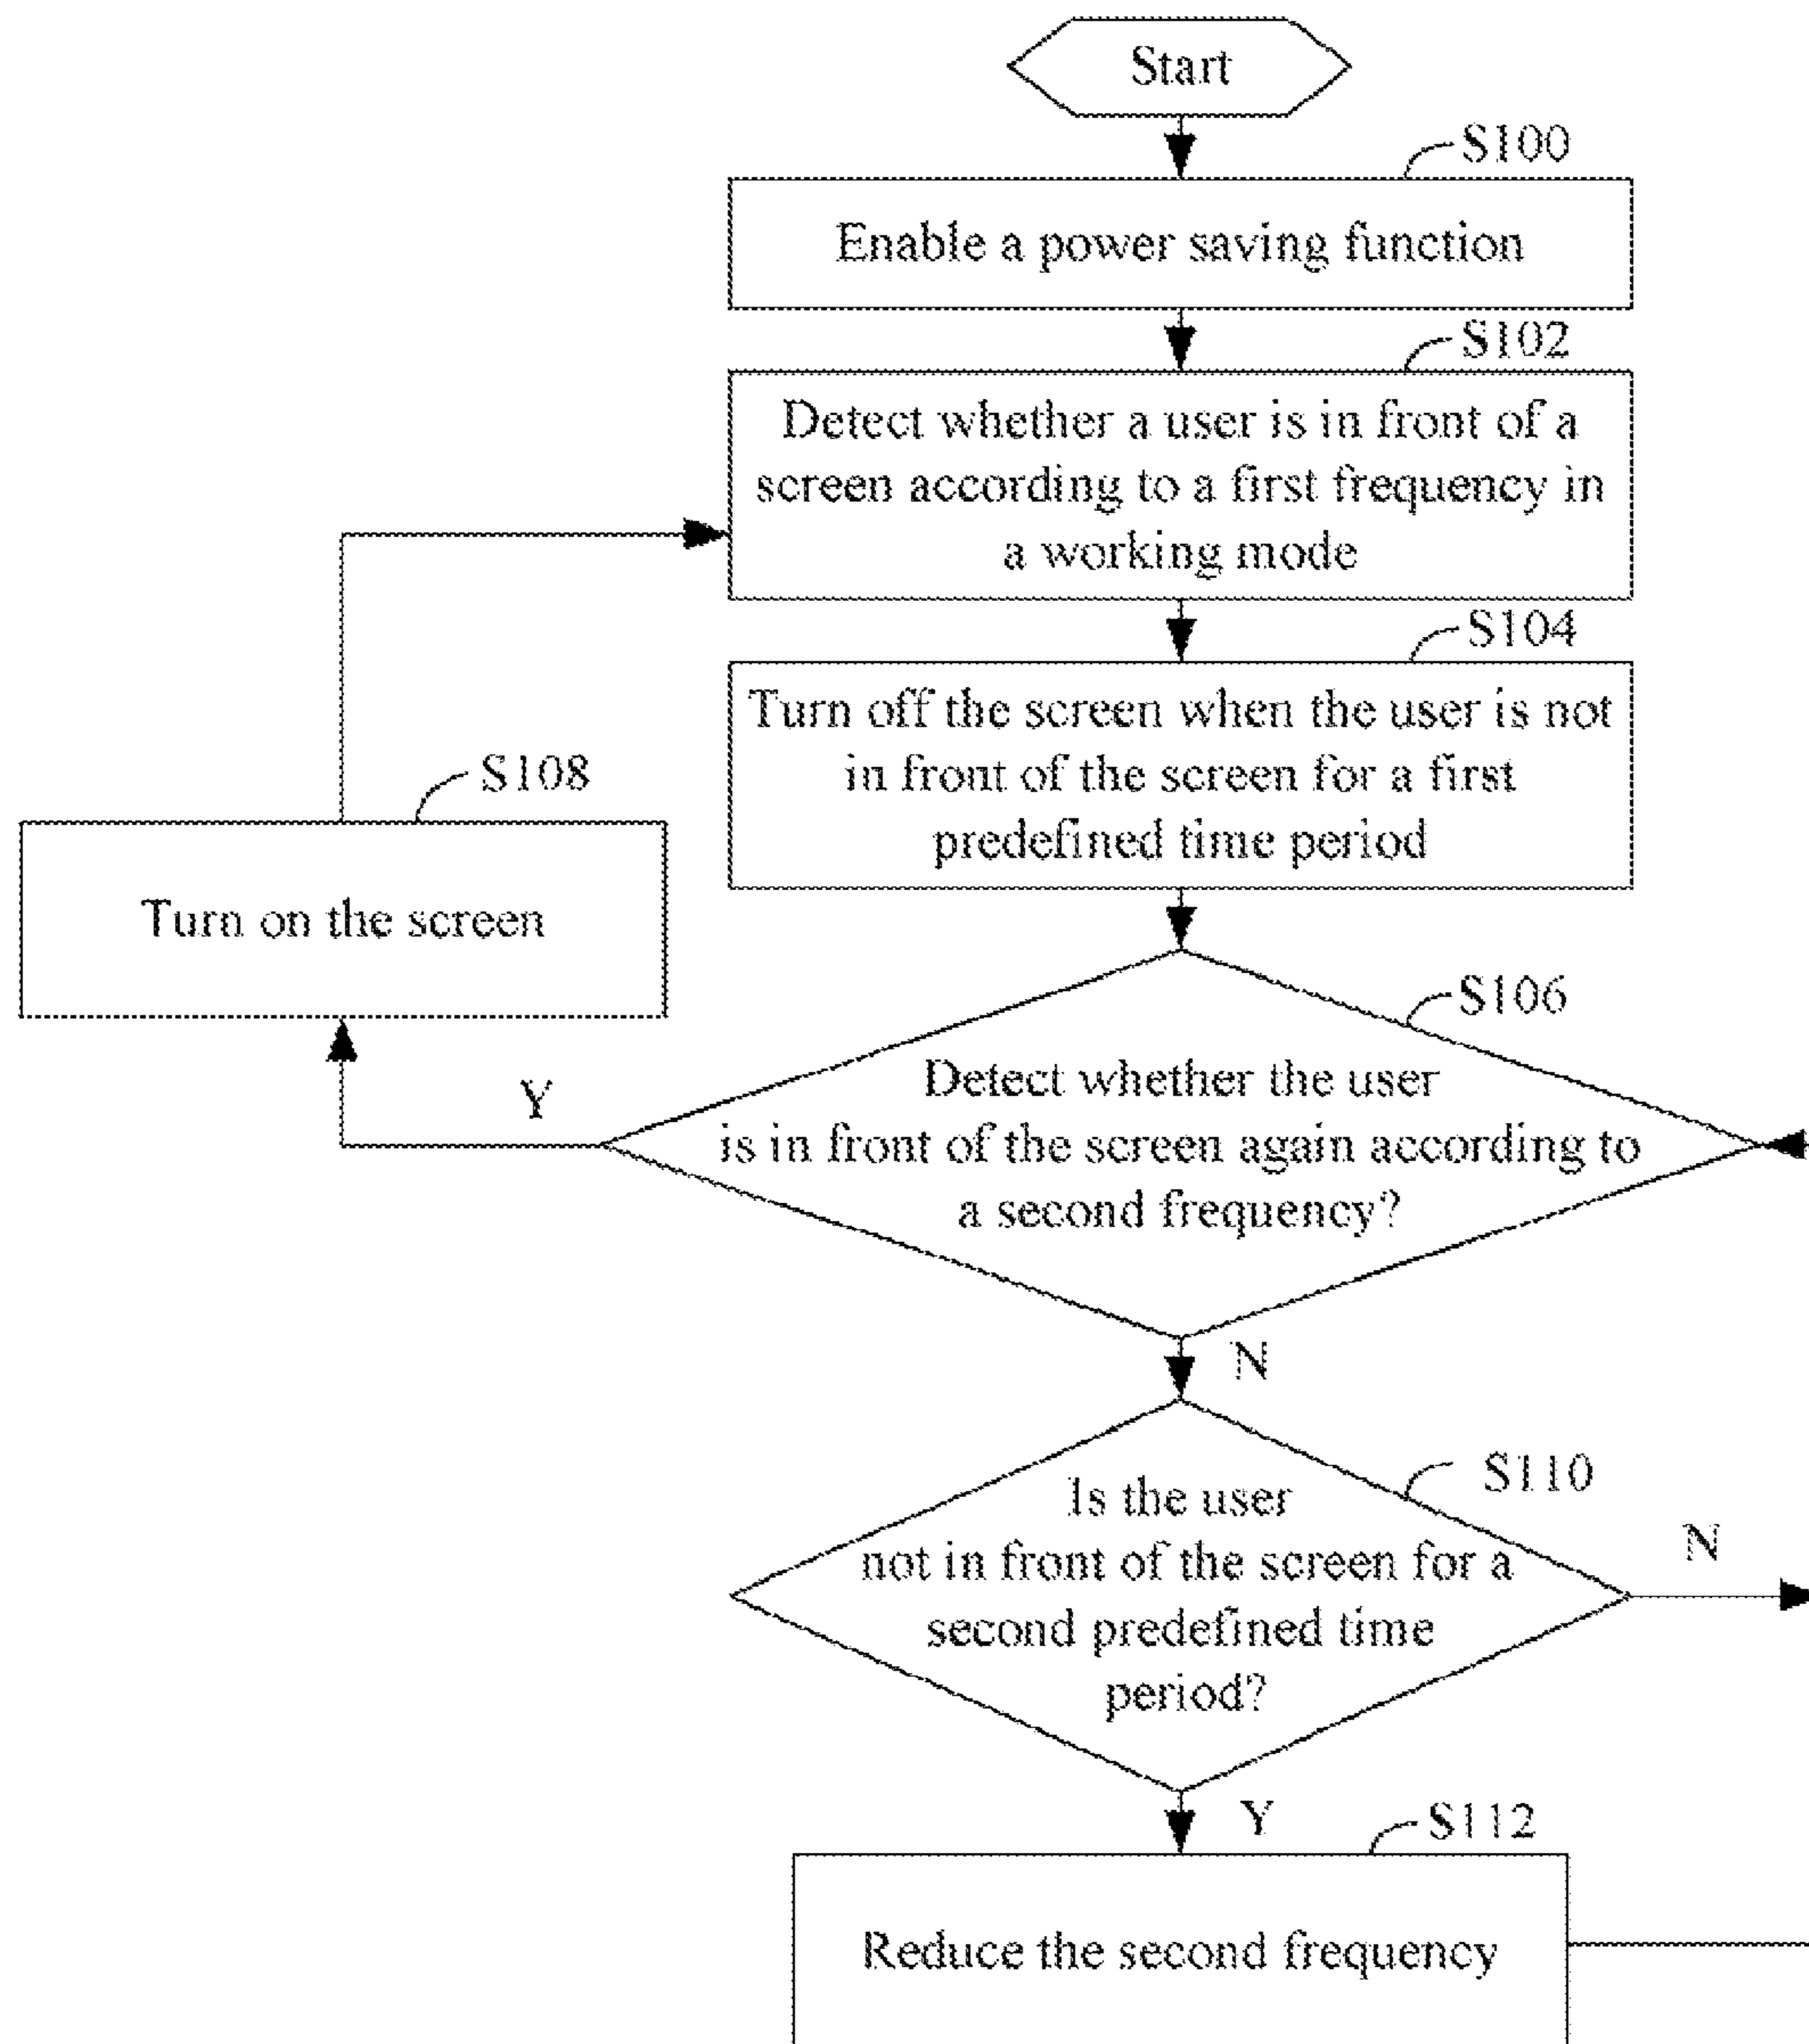 Start
S100
Enable a power saving function
S102
Detect whether a user is in front of a
screen according to a first frequency in
a working mode
S104
Turn off the screen when the user is not
in front of the screen for a first
predefined time period
S108
Turn on the screen
S106
Detect whether the user
is in front of the screen again according to
a second frequency?
Y
N
S110
Is the user
not in front of the screen for a
second predefined time
period?
N
Y
S112
Reduce the second frequency